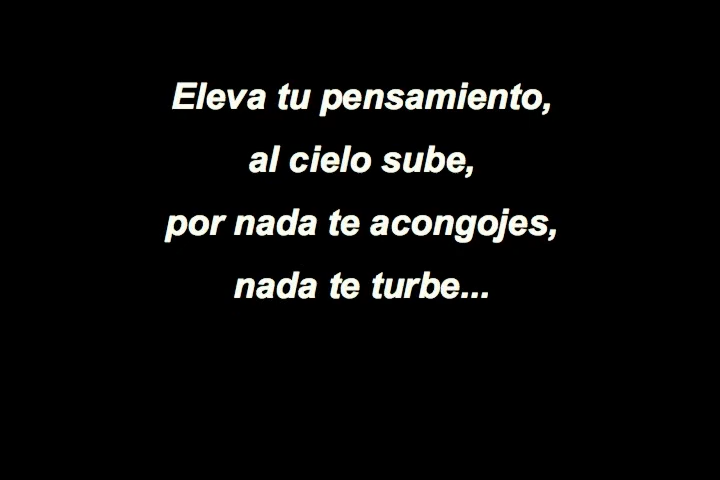 Eleva tu pensamiento,
al cielo sube,
por nada te acongojes,
nada te turbe...